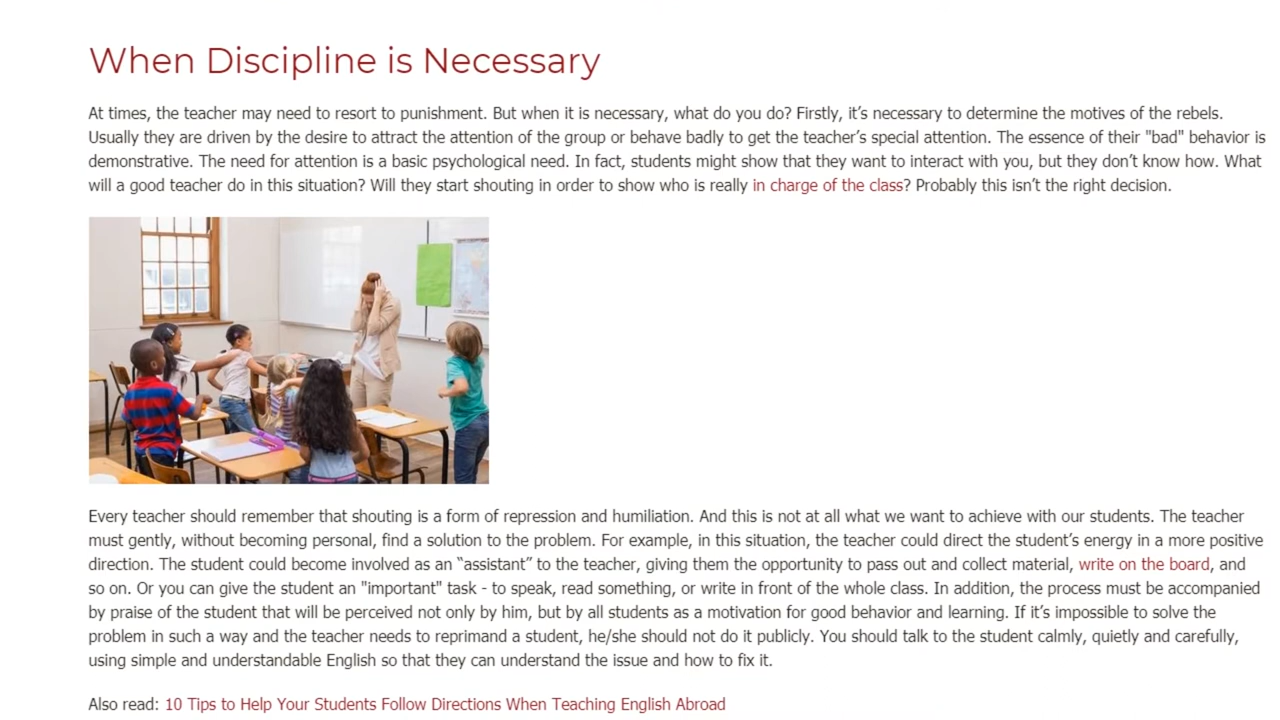 When Discipline is Necessary
At times, the teacher may need to resort to punishment. But when it is necessary, what do you do? Firstly, it’s necessary to determine the motives of the rebels.
Usually they are driven by the desire to attract the attention of the group or behave badly to get the teacher’s special attention. The essence of their "bad" behavior is
demonstrative. The need for attention is a basic psychological need. In fact, students might show that they want to interact with you, but they don’t know how. What
will a good teacher do in this situation? Will they start shouting in order to show who is really in charge of the class? Probably this isn’t the right decision.
Every teacher should remember that shouting is a form of repression and humiliation. And this is not at all what we want to achieve with our students. The teacher
must gently, without becoming personal, find a solution to the problem. For example, in this situation, the teacher could direct the student’s energy in a more positive
direction. The student could become involved as an “assistant” to the teacher, giving them the opportunity to pass out and collect material, write on the board, and
so on. Or you can give the student an "important" task - to speak, read something, or write in front of the whole class. In addition, the process must be accompanied
by praise of the student that will be perceived not only by him, but by all students as a motivation for good behavior and learning. If it’s impossible to solve the
problem in such a way and the teacher needs to reprimand a student, he/she should not do it publicly. You should talk to the student calmly, quietly and carefully,
using simple and understandable English so that they can understand the issue and how to fix it.
Also read: 10 Tips to Help Your Students Follow Directions When Teaching English Abroad